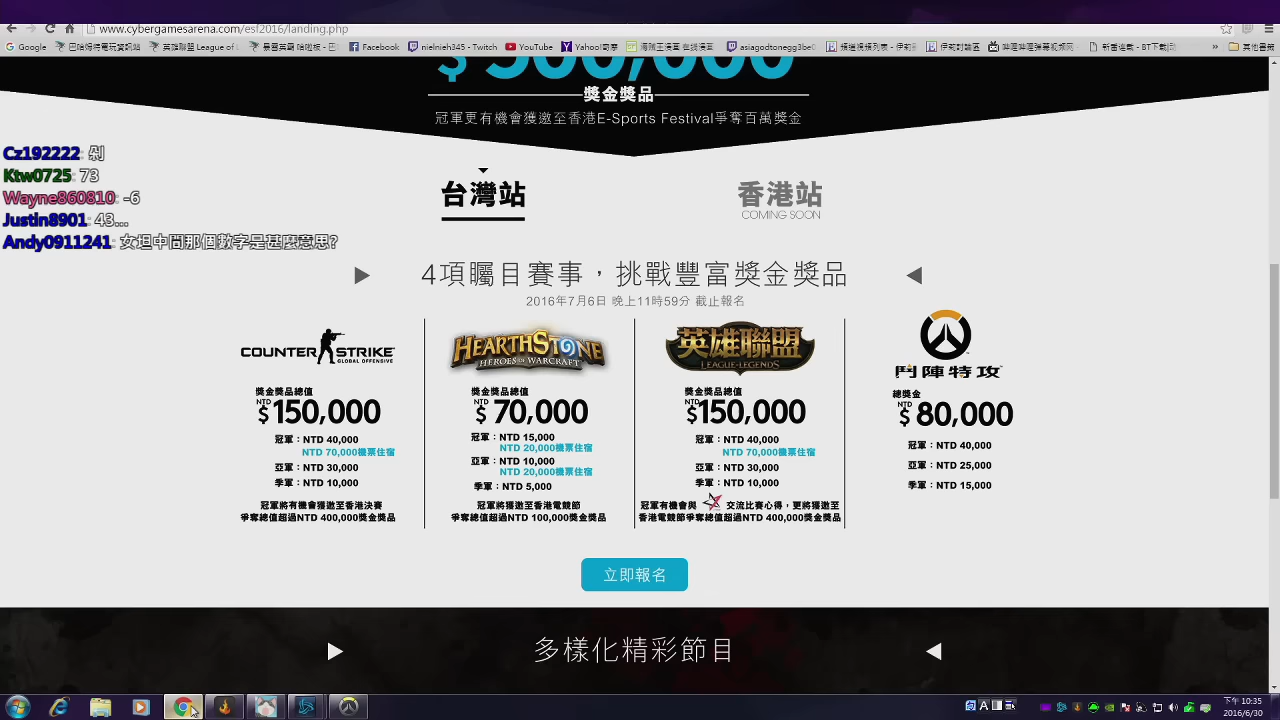 www.cybergamesarena.com/esf2016/landing.php
Google
英雄聯盟 League of
Facebook
nielnieh345 - Twitch
YouTube
Yahoo!奇摩
asiagodtonegg3be0
$ 500,000
獎金獎品
冠軍更有機會獲邀至香港E-Sports Festival爭奪百萬獎金
Cz192222: 剁
Ktw0725: 73
Wayne860810: -6
Justin8901: 43...
Andy0911241: 女坦中間那個數字是甚麼意思?
台灣站
香港站
COMING SOON
4項矚目賽事，挑戰豐富獎金獎品
2016年7月6日 晚上11時59分 截止報名
COUNTER STRIKE
GLOBAL OFFENSIVE
獎金獎品總值
NTD $150,000
冠軍：NTD 40,000
NTD 70,000機票住宿
亞軍：NTD 30,000
季軍：NTD 10,000
冠軍將有機會獲邀至香港決賽
爭奪總值超過NTD 400,000獎金獎品
HEARTHSTONE
HEROES OF WARCRAFT
獎金獎品總值
NTD $ 70,000
冠軍：NTD 15,000
NTD 20,000機票住宿
亞軍：NTD 10,000
NTD 20,000機票住宿
季軍：NTD 5,000
冠軍將獲邀至香港電競節
爭奪總值超過NTD 100,000獎金獎品
英雄聯盟
LEAGUE of LEGENDS
獎金獎品總值
NTD $150,000
冠軍：NTD 40,000
NTD 70,000機票住宿
亞軍：NTD 30,000
季軍：NTD 10,000
冠軍有機會與 交流比賽心得，更將獲邀至
香港電競節爭奪總值超過NTD 400,000獎金獎品
鬥陣特攻
總獎金
NTD $ 80,000
冠軍：NTD 40,000
亞軍：NTD 25,000
季軍：NTD 15,000
立即報名
多樣化精彩節目
下午 10:35
2016/6/30